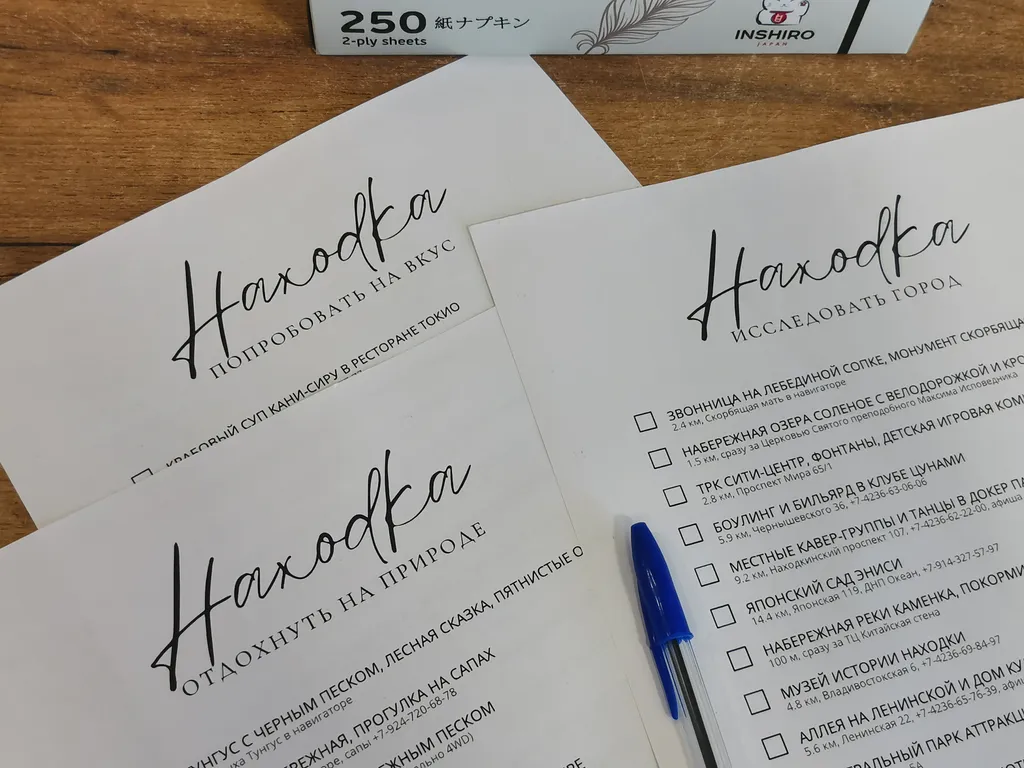 250 紙ナプキン
2-ply sheets
INSHIRO
JAPAN
Находка
ПОПРОБОВАТЬ НА ВКУС
КРАБОВЫЙ СУП КАНИ-СИРУ В РЕСТОРАНЕ ТОКИО
Находка
ОТДОХНУТЬ НА ПРИРОДЕ
С ЧЕРНЫМ ПЕСКОМ, ЛЕСНАЯ СКАЗКА, ПЯТНИСТЫЕ О
Тунгус в навигаторе
ПРОГУЛКА НА САПАХ
сапы +7-924-720-68-78
ПЕСКОМ
4WD)
Находка
ИССЛЕДОВАТЬ ГОРОД
ЗВОННИЦА НА ЛЕБЕДИНОЙ СОПКЕ, МОНУМЕНТ СКОРБЯЩА
2.4 км, Скорбящая мать в навигаторе
НАБЕРЕЖНАЯ ОЗЕРА СОЛЕНОЕ С ВЕЛОДОРОЖКОЙ И КРО
1.5 км, сразу за Церковью Святого преподобного Максима Исповедника
ТРК СИТИ-ЦЕНТР, ФОНТАНЫ, ДЕТСКАЯ ИГРОВАЯ КОМ
2.8 км, Проспект Мира 65/1
БОУЛИНГ И БИЛЬЯРД В КЛУБЕ ЦУНАМИ
5.9 км, Чернышевского 36, +7-4236-63-06-06
МЕСТНЫЕ КАВЕР-ГРУППЫ И ТАНЦЫ В ДОКЕР ПА
9.2 км, Находкинский проспект 107, +7-4236-62-22-00, афиша
ЯПОНСКИЙ САД ЭНИСИ
14.4 км, Японская 119, ДНП Океан, +7-914-327-57-97
НАБЕРЕЖНАЯ РЕКИ КАМЕНКА, ПОКОРМИ
100 м, сразу за ТЦ Китайская стена
МУЗЕЙ ИСТОРИИ НАХОДКИ
4.8 км, Владивостокская 6, +7-4236-69-84-97
АЛЛЕЯ НА ЛЕНИНСКОЙ И ДОМ КУ
5.6 км, Ленинская 22, +7-4236-65-76-39, афиш
ПАРК АТТРАКЦИ